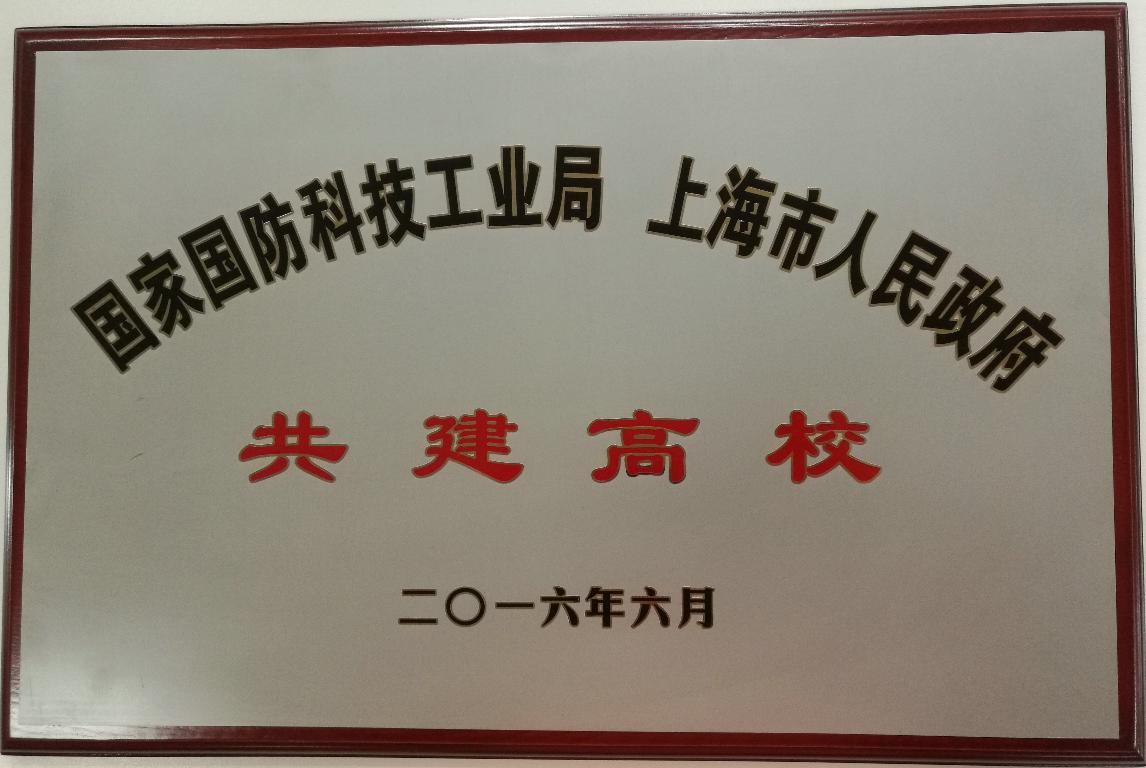 国家国防科技工业局 上海市人民政府
共建高校
二〇一六年六月